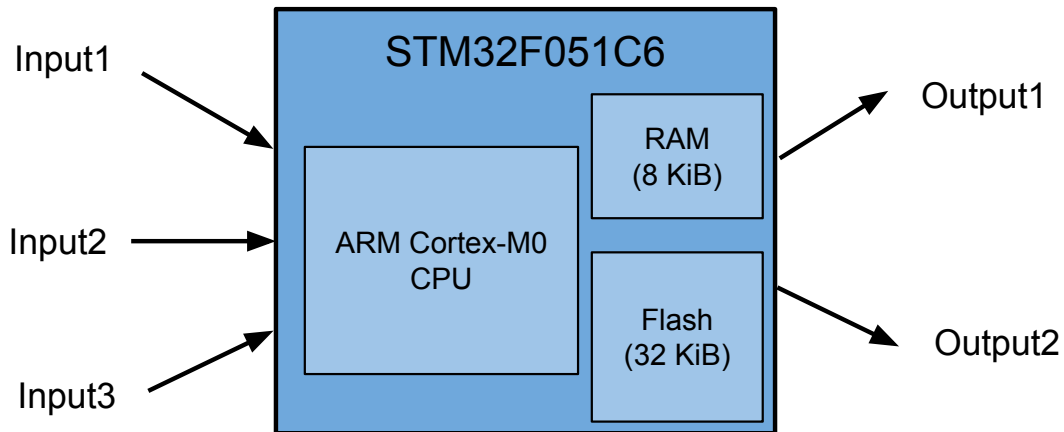 STM32F051C6
Input1
Input2
Input3
ARM Cortex-M0
CPU
RAM
(8 KiB)
Flash
(32 KiB)
Output1
Output2